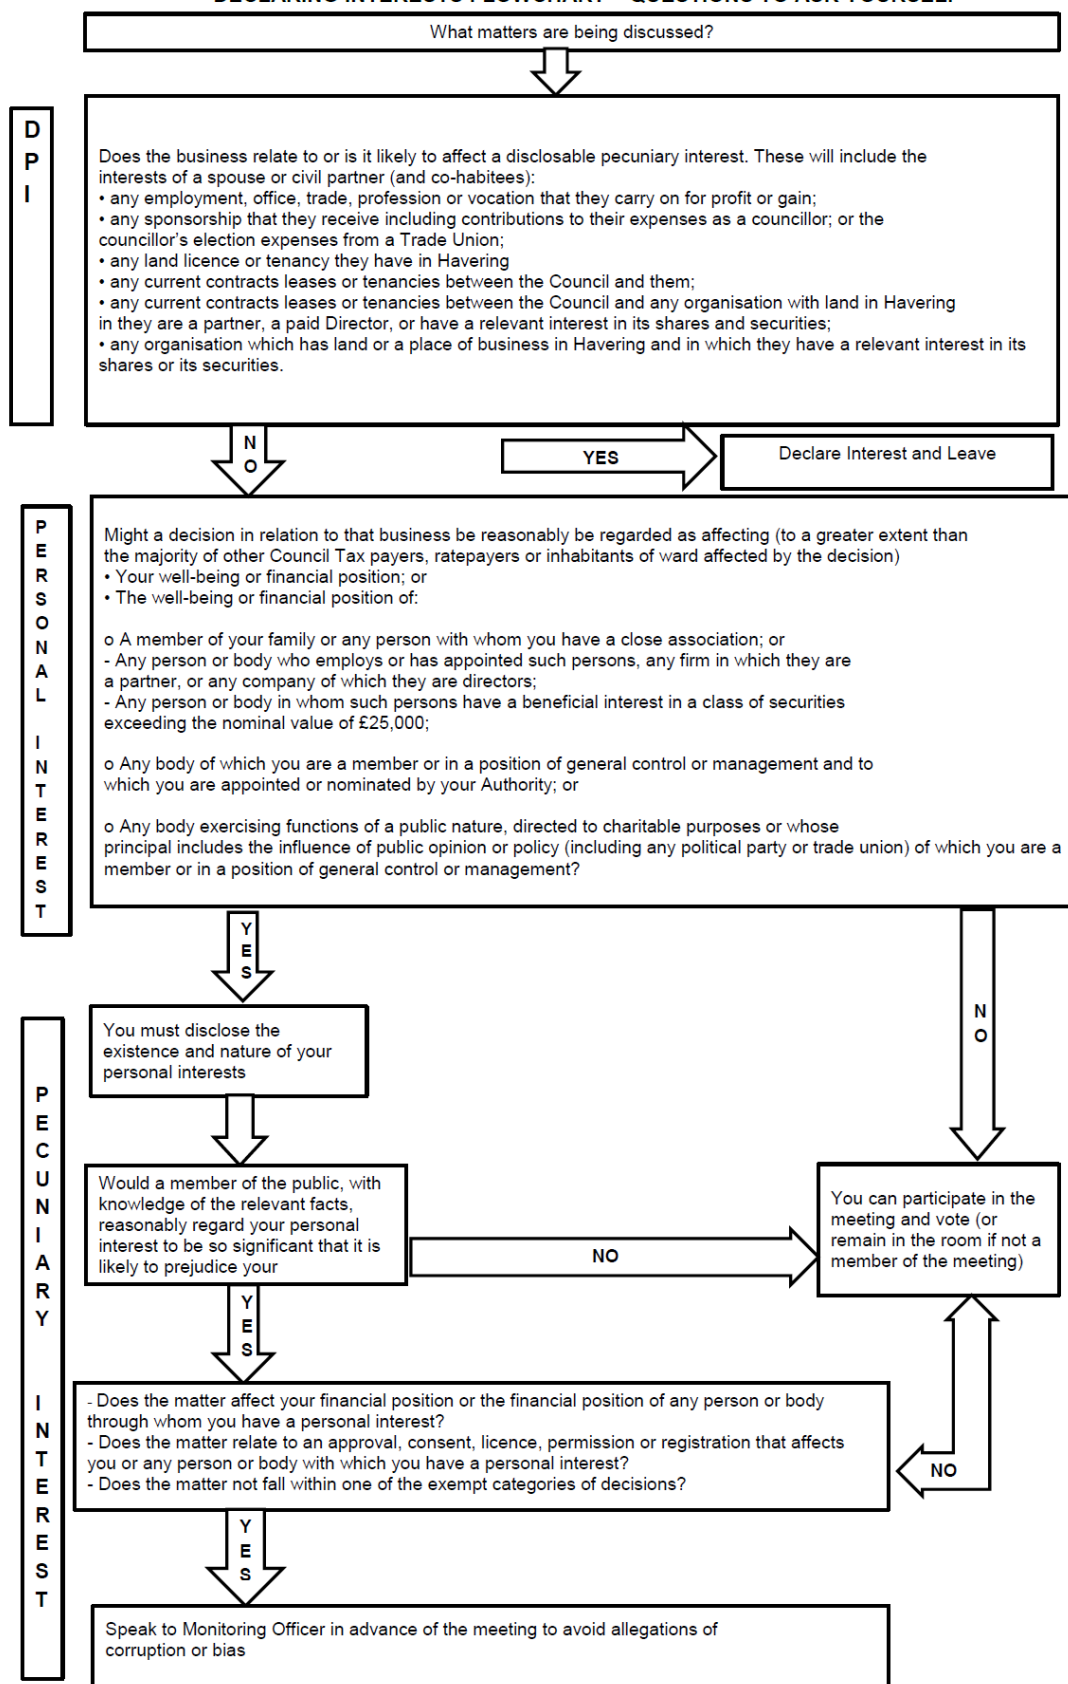 DECLARING INTERESTS FLOWCHART – QUESTIONS TO ASK YOURSELF
What matters are being discussed?
D
P
I
Does the business relate to or is it likely to affect a disclosable pecuniary interest. These will include the
interests of a spouse or civil partner (and co-habitees):
• any employment, office, trade, profession or vocation that they carry on for profit or gain;
• any sponsorship that they receive including contributions to their expenses as a councillor; or the
councillor's election expenses from a Trade Union;
• any land licence or tenancy they have in Havering
• any current contracts leases or tenancies between the Council and them;
• any current contracts leases or tenancies between the Council and any organisation with land in Havering
in they are a partner, a paid Director, or have a relevant interest in its shares and securities;
• any organisation which has land or a place of business in Havering and in which they have a relevant interest in its
shares or its securities.
N
O
YES
Declare Interest and Leave
P
E
R
S
O
N
A
L
I
N
T
E
R
E
S
T
Might a decision in relation to that business be reasonably be regarded as affecting (to a greater extent than
the majority of other Council Tax payers, ratepayers or inhabitants of ward affected by the decision)
• Your well-being or financial position; or
• The well-being or financial position of:
o A member of your family or any person with whom you have a close association; or
- Any person or body who employs or has appointed such persons, any firm in which they are
a partner, or any company of which they are directors;
- Any person or body in whom such persons have a beneficial interest in a class of securities
exceeding the nominal value of £25,000;
o Any body of which you are a member or in a position of general control or management and to
which you are appointed or nominated by your Authority; or
o Any body exercising functions of a public nature, directed to charitable purposes or whose
principal includes the influence of public opinion or policy (including any political party or trade union) of which you are a
member or in a position of general control or management?
Y
E
S
N
O
You must disclose the
existence and nature of your
personal interests
P
E
C
U
N
I
A
R
Y
I
N
T
E
R
E
S
T
Would a member of the public, with
knowledge of the relevant facts,
reasonably regard your personal
interest to be so significant that it is
likely to prejudice your
NO
You can participate in the
meeting and vote (or
remain in the room if not a
member of the meeting)
Y
E
S
- Does the matter affect your financial position or the financial position of any person or body
through whom you have a personal interest?
- Does the matter relate to an approval, consent, licence, permission or registration that affects
you or any person or body with which you have a personal interest?
- Does the matter not fall within one of the exempt categories of decisions?
NO
Y
E
S
Speak to Monitoring Officer in advance of the meeting to avoid allegations of
corruption or bias